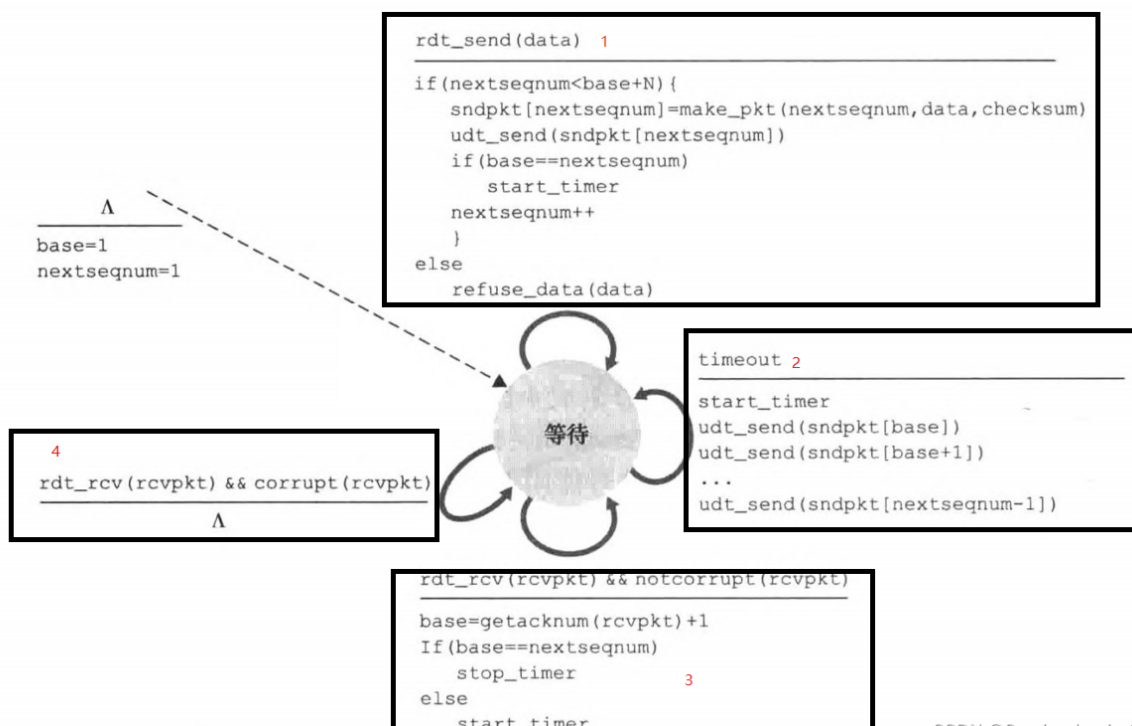 rdt_send(data) 1
if(nextseqnum<base+N){
sndpkt[nextseqnum]=make_pkt(nextseqnum,data,checksum)
udt_send(sndpkt[nextseqnum])
if(base==nextseqnum)
start_timer
nextseqnum++
}
else
refuse_data(data)
Λ
base=1
nextseqnum=1
timeout 2
start_timer
udt_send(sndpkt[base])
udt_send(sndpkt[base+1])
...
udt_send(sndpkt[nextseqnum-1])
等待
4
rdt_rcv(rcvpkt) && corrupt(rcvpkt)
Λ
rdt_rcv(rcvpkt) && notcorrupt(rcvpkt)
base=getacknum(rcvpkt)+1
If(base==nextseqnum)
stop_timer
3
else
start_timer